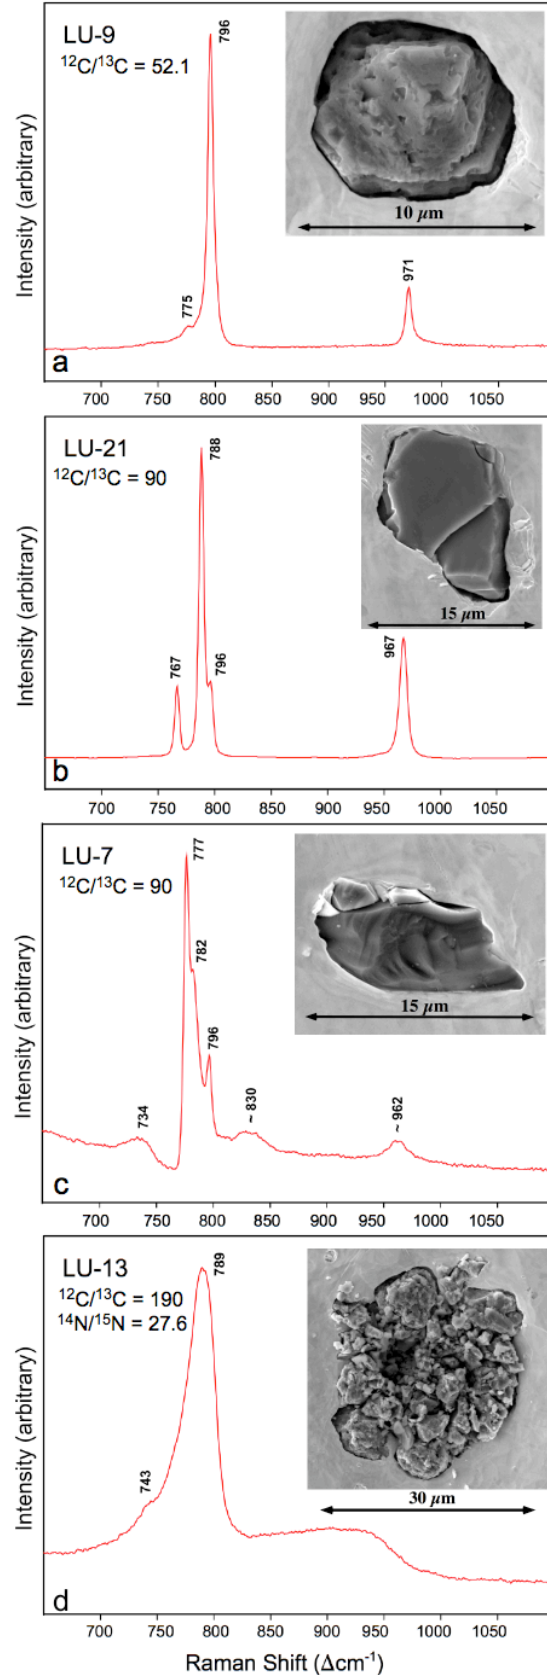 LU-9
¹²C/¹³C = 52.1
796
775
971
10 µm
Intensity (arbitrary)
a
700 750 800 850 900 950 1000 1050
LU-21
¹²C/¹³C = 90
788
767
796
967
15 µm
Intensity (arbitrary)
b
700 750 800 850 900 950 1000 1050
LU-7
¹²C/¹³C = 90
777
782
796
734
~ 830
~ 962
15 µm
Intensity (arbitrary)
c
700 750 800 850 900 950 1000 1050
LU-13
¹²C/¹³C = 190
¹⁴N/¹⁵N = 27.6
789
743
30 µm
Intensity (arbitrary)
d
700 750 800 850 900 950 1000 1050
Raman Shift (Δcm⁻¹)